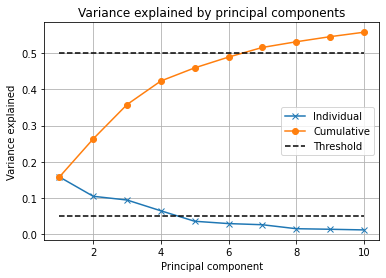 Variance explained by principal components
Variance explained
0.5
0.4
0.3
0.2
0.1
0.0
Individual
Cumulative
Threshold
2 4 6 8 10
Principal component